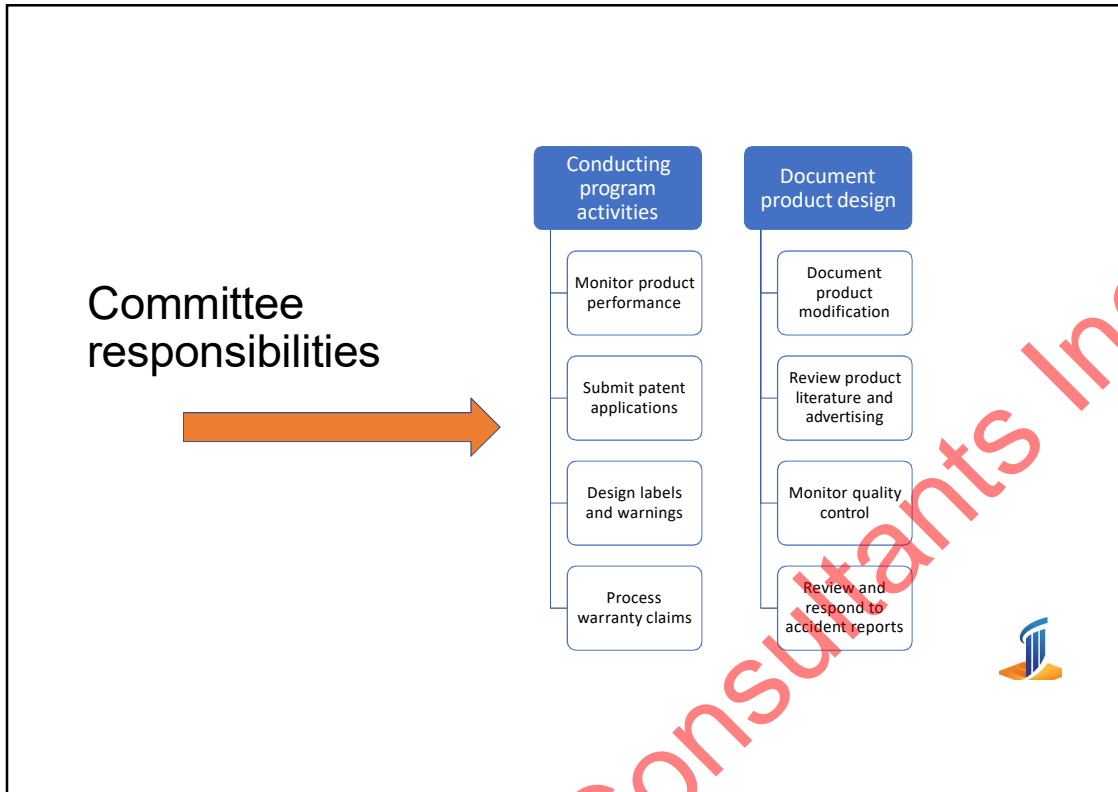 Committee
responsibilities
Conducting
program
activities
Monitor product
performance
Submit patent
applications
Design labels
and warnings
Process
warranty claims
Document
product design
Document
product
modification
Review product
literature and
advertising
Monitor quality
control
Review and
respond to
accident reports
Consultants